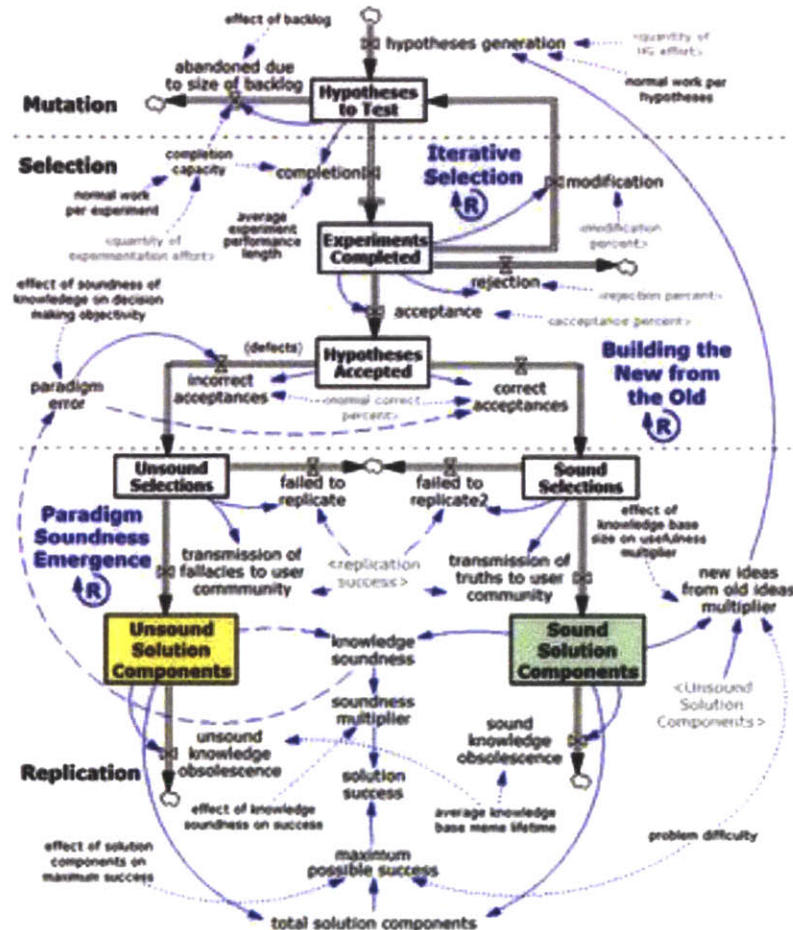 effect of backlog
hypotheses generation
<quantity of
HG effort>
normal work per
hypotheses
abandoned due
to size of backlog
Hypotheses
to Test
Mutation
Selection
completion
capacity
completion
Iterative
Selection
R
modification
normal work
per experiment
average
experiment
performance
length
<modification
percent>
<quantity of
experimentation effort>
Experiments
Completed
rejection
<rejection percent>
effect of soundness of
knowledege on decision
making objectivity
acceptance
<acceptance percent>
(defects)
Hypotheses
Accepted
Building the
New from
the Old
R
paradigm
error
incorrect
acceptances
<normal correct
percent>
correct
acceptances
Unsound
Selections
failed to
replicate
failed to
replicate2
Sound
Selections
Paradigm
Soundness
Emergence
R
effect of
knowledge base
size on usefulness
multiplier
transmission of
fallacies to user
commmunity
<replication
success>
transmission of
truths to user
community
new ideas
from old ideas
multiplier
Unsound
Solution
Components
knowledge
soundness
Sound
Solution
Components
soundness
multiplier
<Unsound
Solution
Components>
unsound
knowledge
obsolescence
sound
knowledge
obsolescence
Replication
solution
success
effect of knowledge
soundness on success
average knowledge
base meme lifetime
problem difficulty
effect of solution
components on
maximum success
maximum
possible success
total solution components